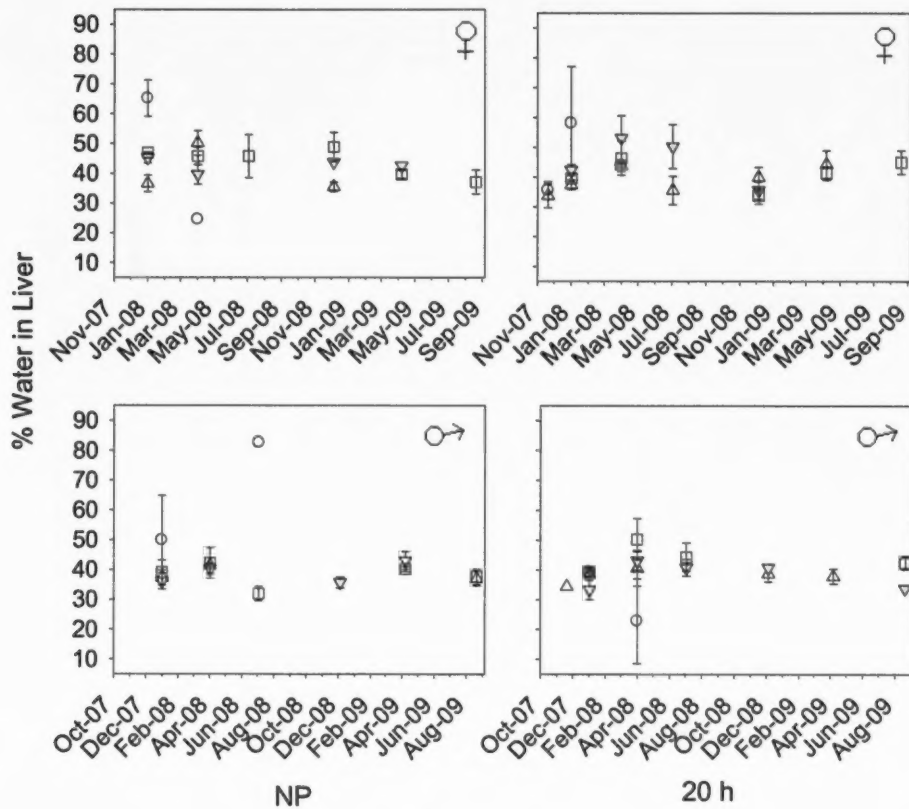 % Water in Liver
90
80
70
60
50
40
30
20
10
Nov-07
Jan-08
Mar-08
May-08
Jul-08
Sep-08
Nov-08
Jan-09
Mar-09
May-09
Jul-09
Sep-09
Nov-07
Jan-08
Mar-08
May-08
Jul-08
Sep-08
Nov-08
Jan-09
Mar-09
May-09
Jul-09
Sep-09
90
80
70
60
50
40
30
20
10
Oct-07
Dec-07
Feb-08
Apr-08
Jun-08
Aug-08
Oct-08
Dec-08
Feb-09
Apr-09
Jun-09
Aug-09
Oct-07
Dec-07
Feb-08
Apr-08
Jun-08
Aug-08
Oct-08
Dec-08
Feb-09
Apr-09
Jun-09
Aug-09
NP
20 h